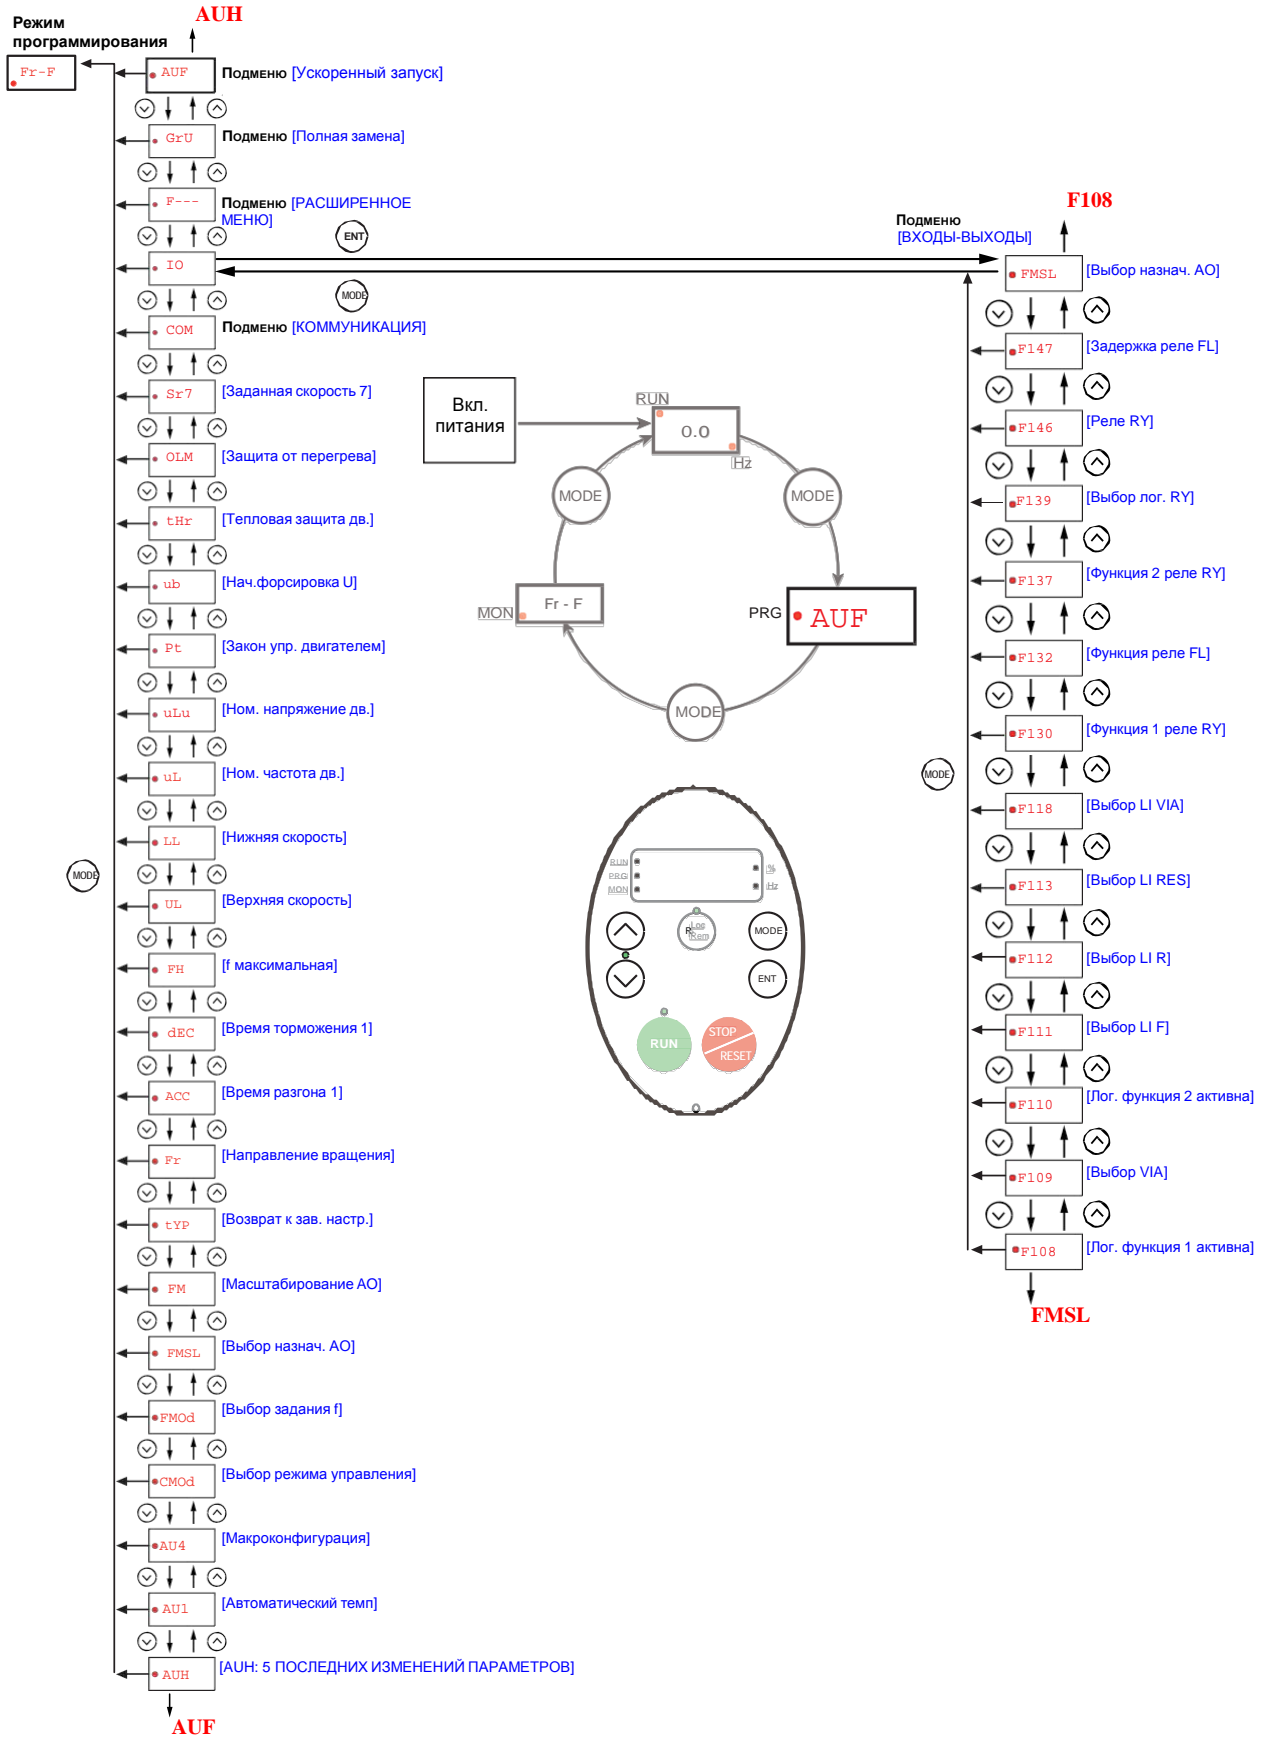 Режим
программирования
Fr-F
AUH
AUF
Подменю [Ускоренный запуск]
GrU
Подменю [Полная замена]
F---
Подменю [РАСШИРЕННОЕ
МЕНЮ]
IO
ENT
MODE
COM
Подменю [КОММУНИКАЦИЯ]
Sr7
[Заданная скорость 7]
OLM
[Защита от перегрева]
tHr
[Тепловая защита дв.]
ub
[Нач.форсировка U]
Pt
[Закон упр. двигателем]
uLu
[Ном. напряжение дв.]
uL
[Ном. частота дв.]
LL
[Нижняя скорость]
MODE
UL
[Верхняя скорость]
FH
[f максимальная]
dEC
[Время торможения 1]
ACC
[Время разгона 1]
Fr
[Направление вращения]
tYP
[Возврат к зав. настр.]
FM
[Масштабирование АО]
FMSL
[Выбор назнач. АО]
FMOd
[Выбор задания f]
CMOd
[Выбор режима управления]
AU4
[Макроконфигурация]
AU1
[Автоматический темп]
AUH
[AUH: 5 ПОСЛЕДНИХ ИЗМЕНЕНИЙ ПАРАМЕТРОВ]
AUF
Вкл.
питания
RUN
0.0
Hz
MODE
MODE
MON
Fr - F
PRG
AUF
MODE
RUN
PRG
MON
%
Hz
Loc
Rem
MODE
ENT
RUN
STOP
RESET
F108
Подменю
[ВХОДЫ-ВЫХОДЫ]
FMSL
[Выбор назнач. АО]
F147
[Задержка реле FL]
F146
[Реле RY]
F139
[Выбор лог. RY]
F137
[Функция 2 реле RY]
F132
[Функция реле FL]
F130
[Функция 1 реле RY]
MODE
F118
[Выбор LI VIA]
F113
[Выбор LI RES]
F112
[Выбор LI R]
F111
[Выбор LI F]
F110
[Лог. функция 2 активна]
F109
[Выбор VIA]
F108
[Лог. функция 1 активна]
FMSL